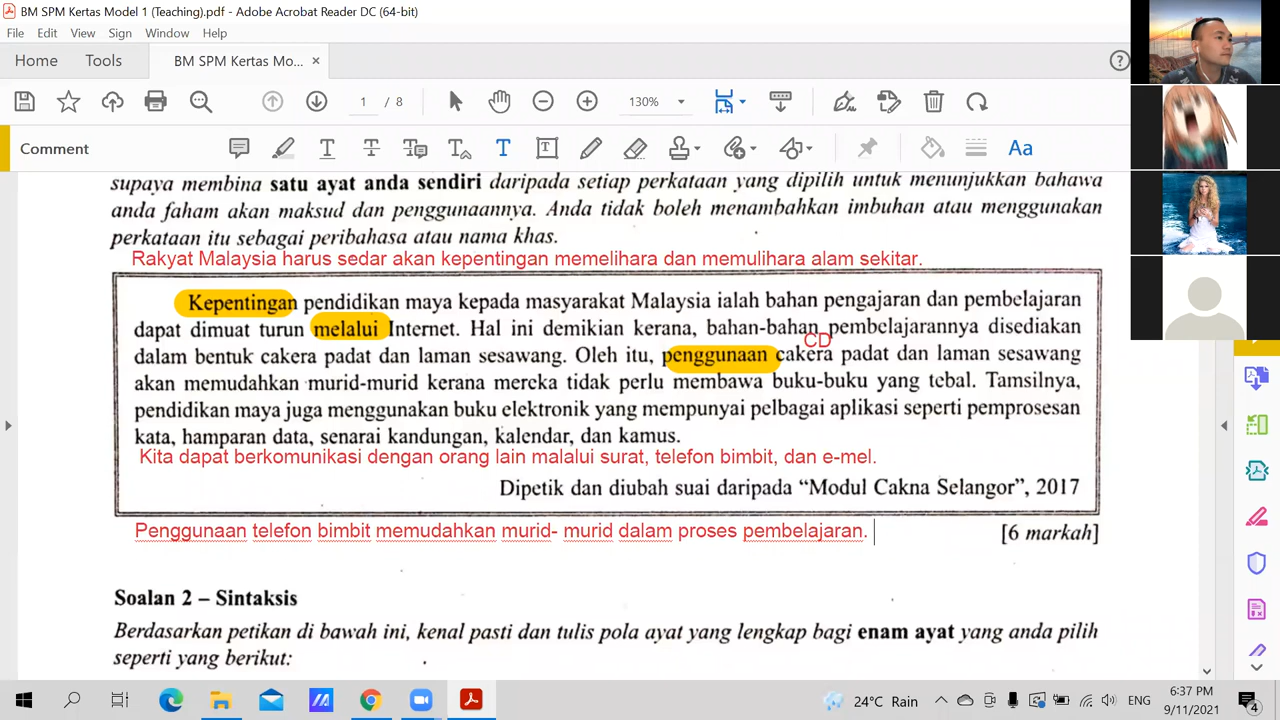 BM SPM Kertas Model 1 (Teaching).pdf - Adobe Acrobat Reader DC (64-bit)
File Edit View Sign Window Help
Home Tools BM SPM Kertas Mo... ×
1 / 8 130%
Comment
Aa
supaya membina satu ayat anda sendiri daripada setiap perkataan yang dipilih untuk menunjukkan bahawa
anda faham akan maksud dan penggunaannya. Anda tidak boleh menambahkan imbuhan atau menggunakan
perkataan itu sebagai peribahasa atau nama khas.
Rakyat Malaysia harus sedar akan kepentingan memelihara dan memulihara alam sekitar.
Kepentingan pendidikan maya kepada masyarakat Malaysia ialah bahan pengajaran dan pembelajaran
dapat dimuat turun melalui Internet. Hal ini demikian kerana, bahan-bahan pembelajarannya disediakan
CD
dalam bentuk cakera padat dan laman sesawang. Oleh itu, penggunaan cakera padat dan laman sesawang
akan memudahkan murid-murid kerana mereka tidak perlu membawa buku-buku yang tebal. Tamsilnya,
pendidikan maya juga menggunakan buku elektronik yang mempunyai pelbagai aplikasi seperti pemprosesan
kata, hamparan data, senarai kandungan, kalendar, dan kamus.
Kita dapat berkomunikasi dengan orang lain malalui surat, telefon bimbit, dan e-mel.
Dipetik dan diubah suai daripada “Modul Cakna Selangor”, 2017
Penggunaan telefon bimbit memudahkan murid- murid dalam proses pembelajaran.
[6 markah]
Soalan 2 – Sintaksis
Berdasarkan petikan di bawah ini, kenal pasti dan tulis pola ayat yang lengkap bagi enam ayat yang anda pilih
seperti yang berikut:
24°C Rain ENG 6:37 PM
9/11/2021 4